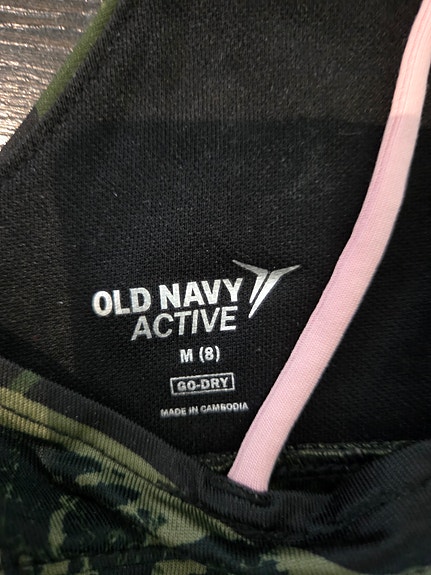 OLD NAVY
ACTIVE
M (8)
GO-DRY
MADE IN CAMBODIA